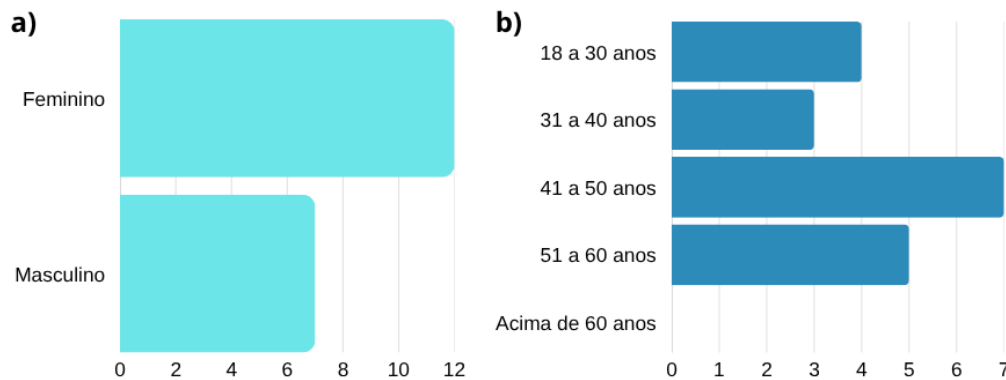 a)
Feminino
Masculino
0 2 4 6 8 10 12
b)
18 a 30 anos
31 a 40 anos
41 a 50 anos
51 a 60 anos
Acima de 60 anos
0 1 2 3 4 5 6 7